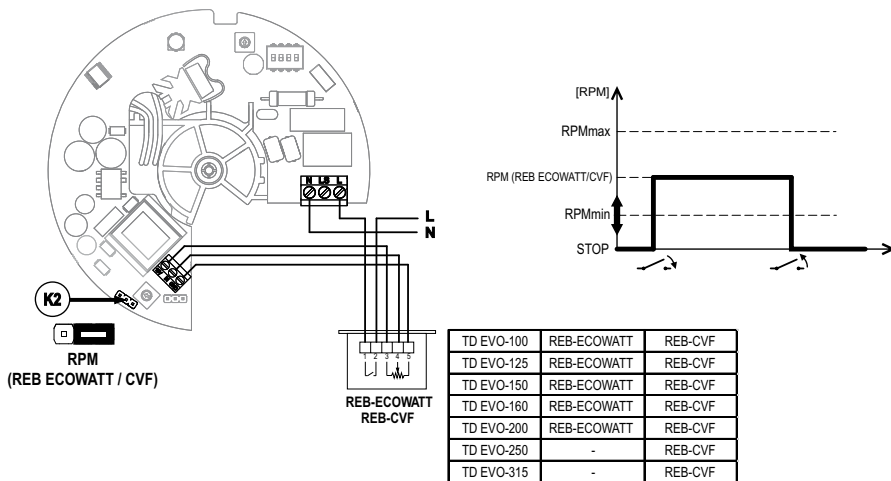 N LS L
L
N
K2
RPM
(REB ECOWATT / CVF)
1 2 3 4 5
REB-ECOWATT
REB-CVF
[RPM]
RPMmax
RPM (REB ECOWATT/CVF)
RPMmin
STOP
TD EVO-100 REB-ECOWATT REB-CVF
TD EVO-125 REB-ECOWATT REB-CVF
TD EVO-150 REB-ECOWATT REB-CVF
TD EVO-160 REB-ECOWATT REB-CVF
TD EVO-200 REB-ECOWATT REB-CVF
TD EVO-250 - REB-CVF
TD EVO-315 - REB-CVF